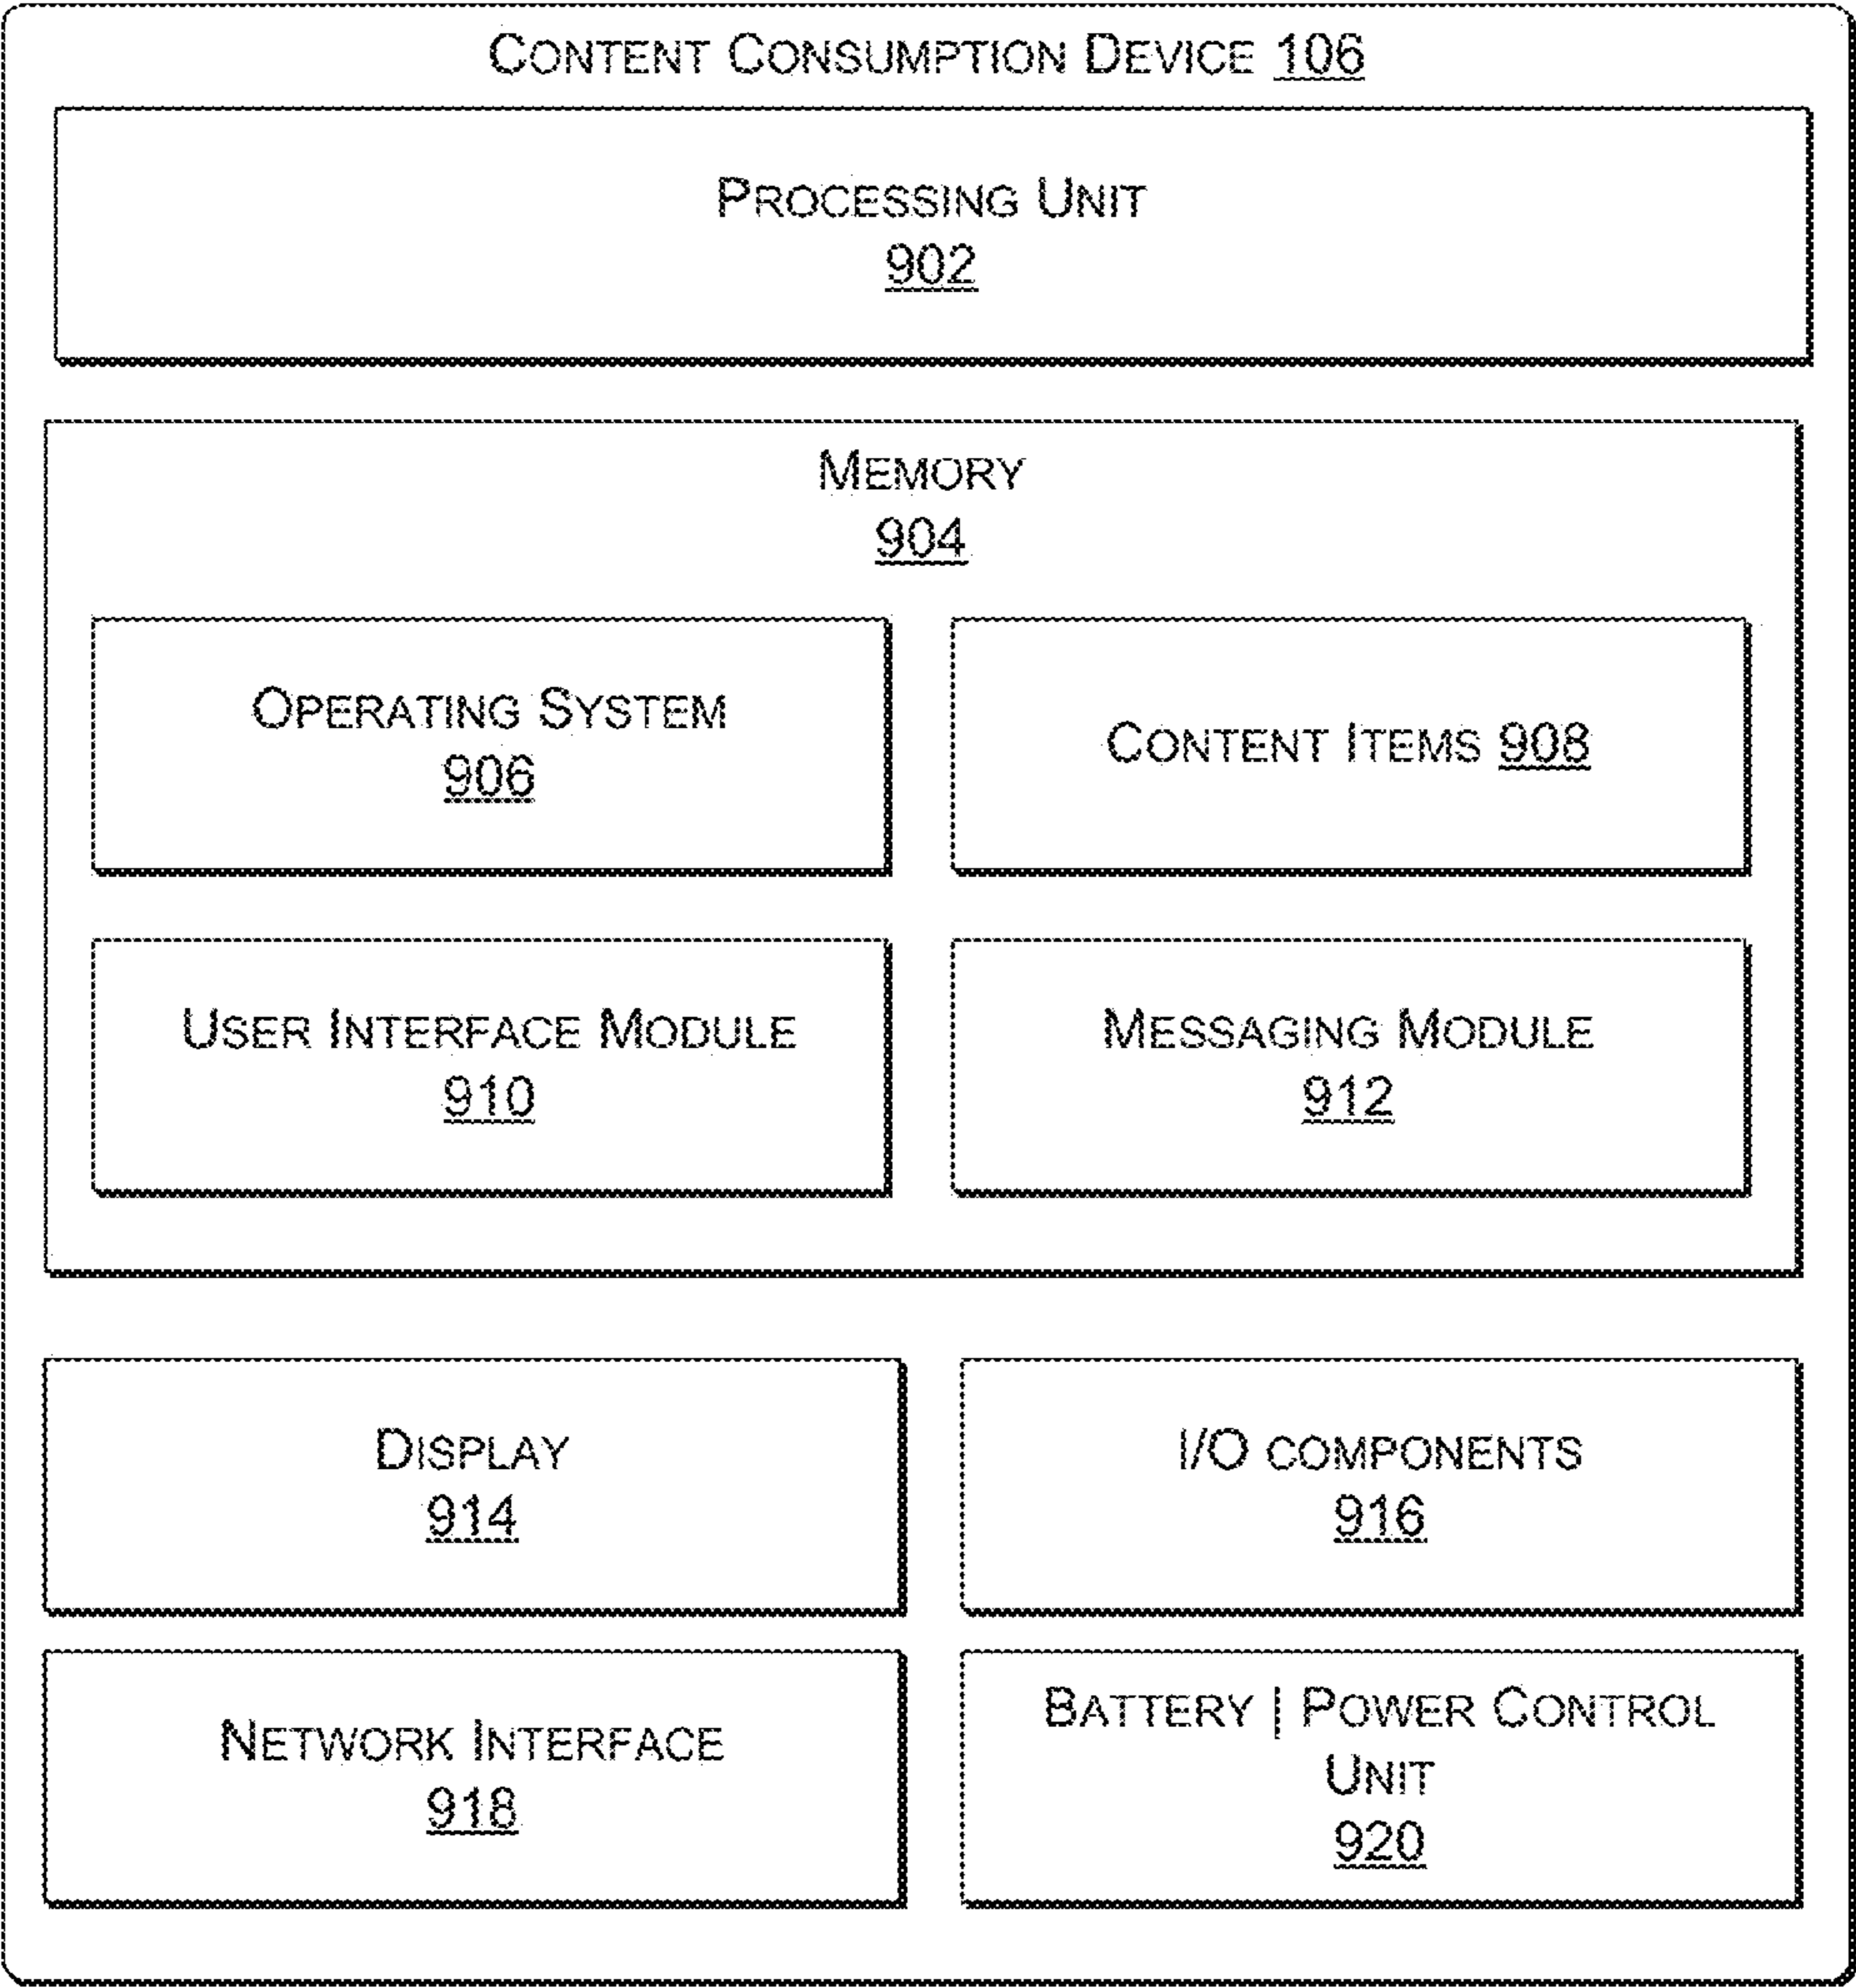 CONTENT CONSUMPTION DEVICE 106
PROCESSING UNIT
902
MEMORY
904
OPERATING SYSTEM
906
CONTENT ITEMS 908
USER INTERFACE MODULE
910
MESSAGING MODULE
912
DISPLAY
914
I/O COMPONENTS
916
NETWORK INTERFACE
918
BATTERY | POWER CONTROL
UNIT
920